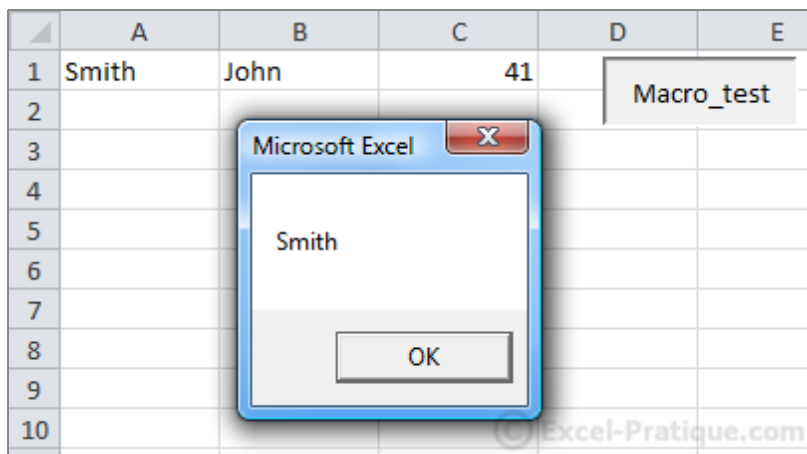 A B C D E
1 Smith John 41
Macro_test
2
3
Microsoft Excel X
4
5
Smith
6
7
8
OK
9
10
© Excel-Pratique.com